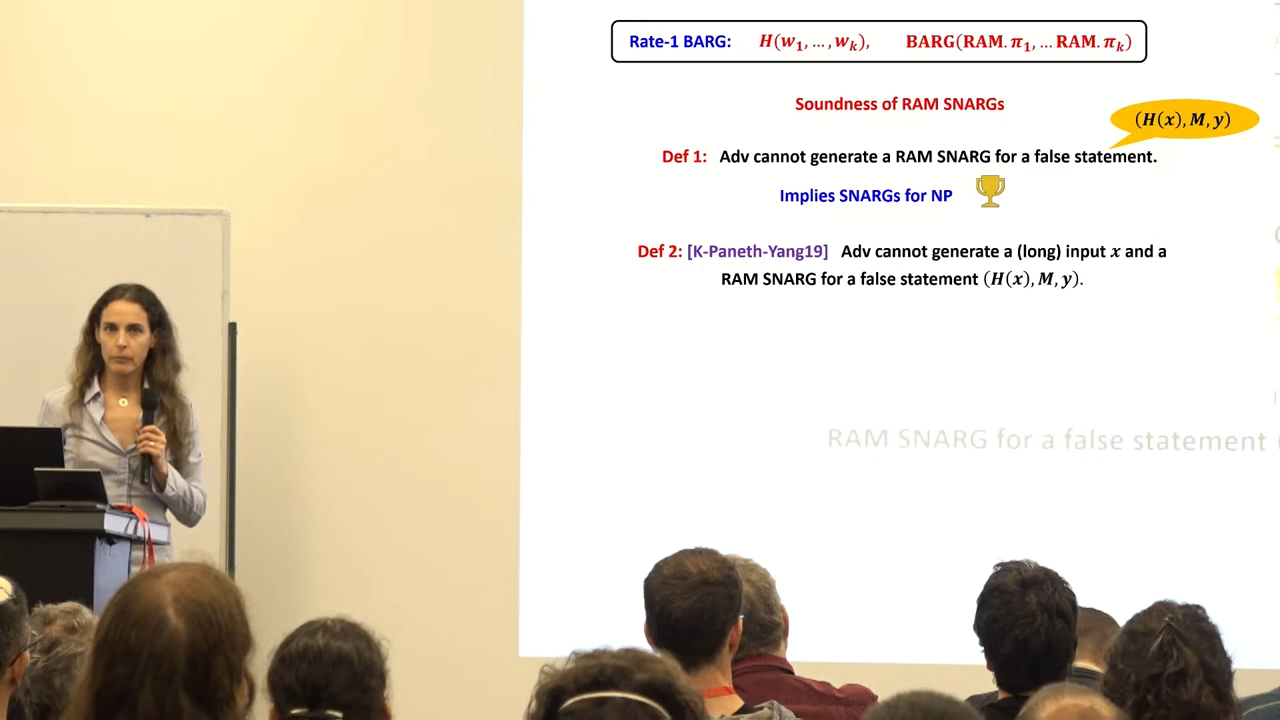 Rate-1 BARG: H(w₁, …, wₖ), BARG(RAM. π₁, … RAM. πₖ)
Soundness of RAM SNARGs
(H(x), M, y)
Def 1: Adv cannot generate a RAM SNARG for a false statement.
Implies SNARGs for NP
Def 2: [K-Paneth-Yang19] Adv cannot generate a (long) input x and a
RAM SNARG for a false statement (H(x), M, y).
RAM SNARG for a false statement (